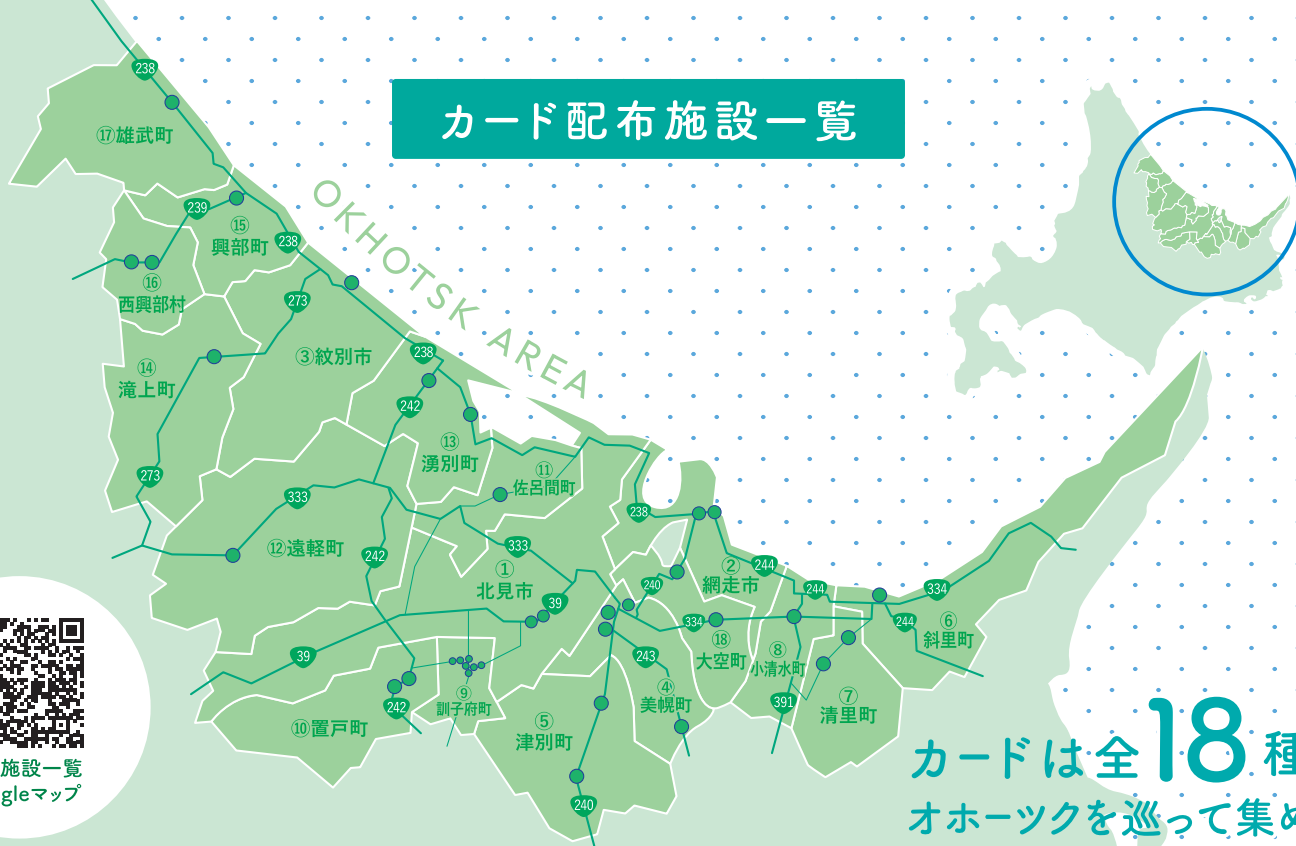 カード配布施設一覧
OKHOTSK AREA
238
⑰雄武町
239
⑮
興部町
238
⑯
西興部村
273
③紋別市
238
⑭
滝上町
242
⑬
湧別町
⑪
佐呂間町
273
333
238
⑫遠軽町
242
333
①
北見市
39
240
②
網走市
244
244
334
244
⑥
斜里町
334
⑱
大空町
⑧
小清水町
39
243
④
美幌町
391
⑦
清里町
⑨
訓子府町
242
⑩置戸町
⑤
津別町
240
施設一覧
gleマップ
カードは全18種
オホーツクを巡って集め